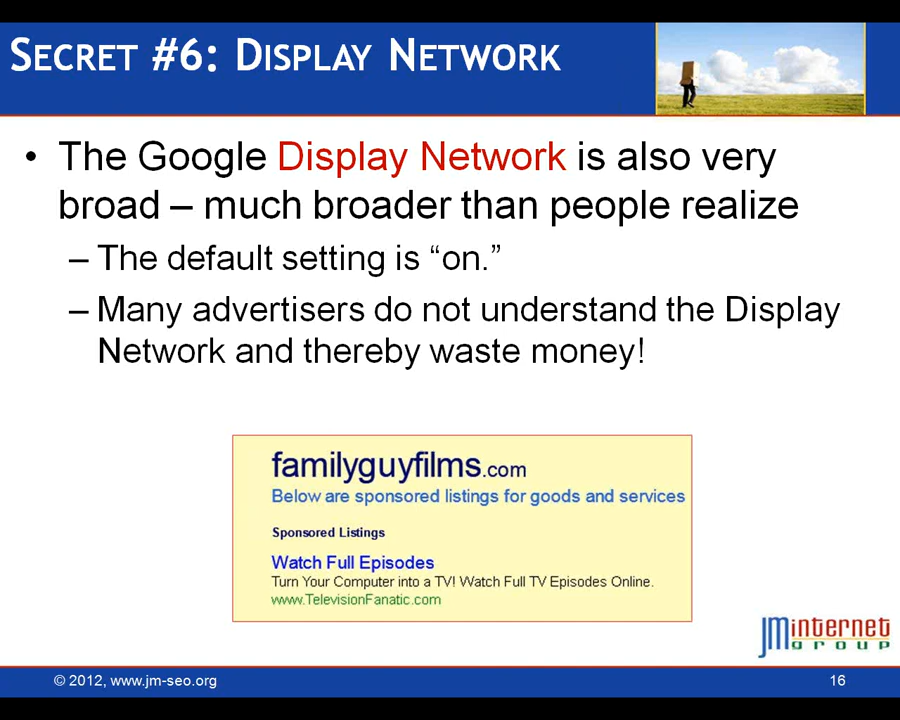 SECRET #6: DISPLAY NETWORK
• The Google Display Network is also very
broad – much broader than people realize
– The default setting is “on.”
– Many advertisers do not understand the Display
Network and thereby waste money!
familyguyfilms.com
Below are sponsored listings for goods and services
Sponsored Listings
Watch Full Episodes
Turn Your Computer into a TV! Watch Full TV Episodes Online.
www.TelevisionFanatic.com
JM internet
group
© 2012, www.jm-seo.org
16